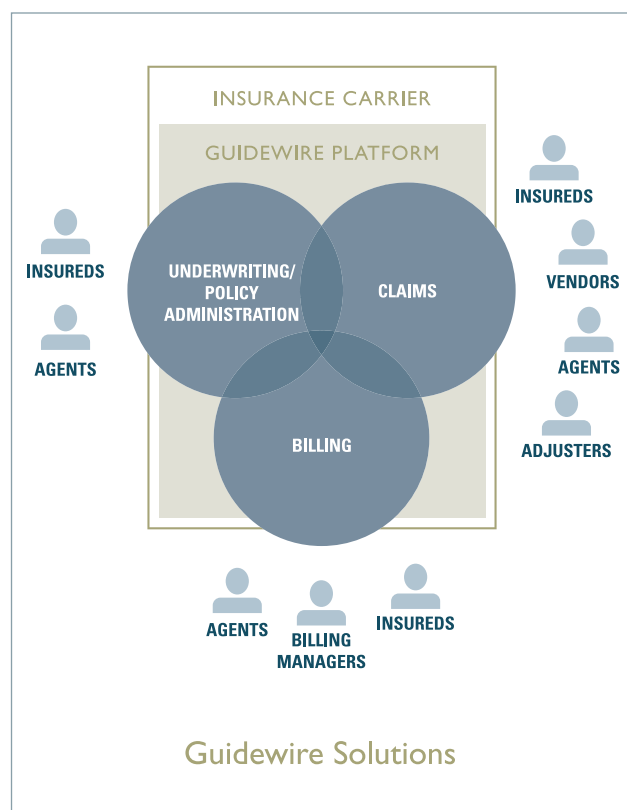 INSURANCE CARRIER
GUIDEWIRE PLATFORM
INSUREDS
AGENTS
UNDERWRITING/
POLICY
ADMINISTRATION
CLAIMS
BILLING
INSUREDS
VENDORS
AGENTS
ADJUSTERS
AGENTS
BILLING
MANAGERS
INSUREDS
Guidewire Solutions